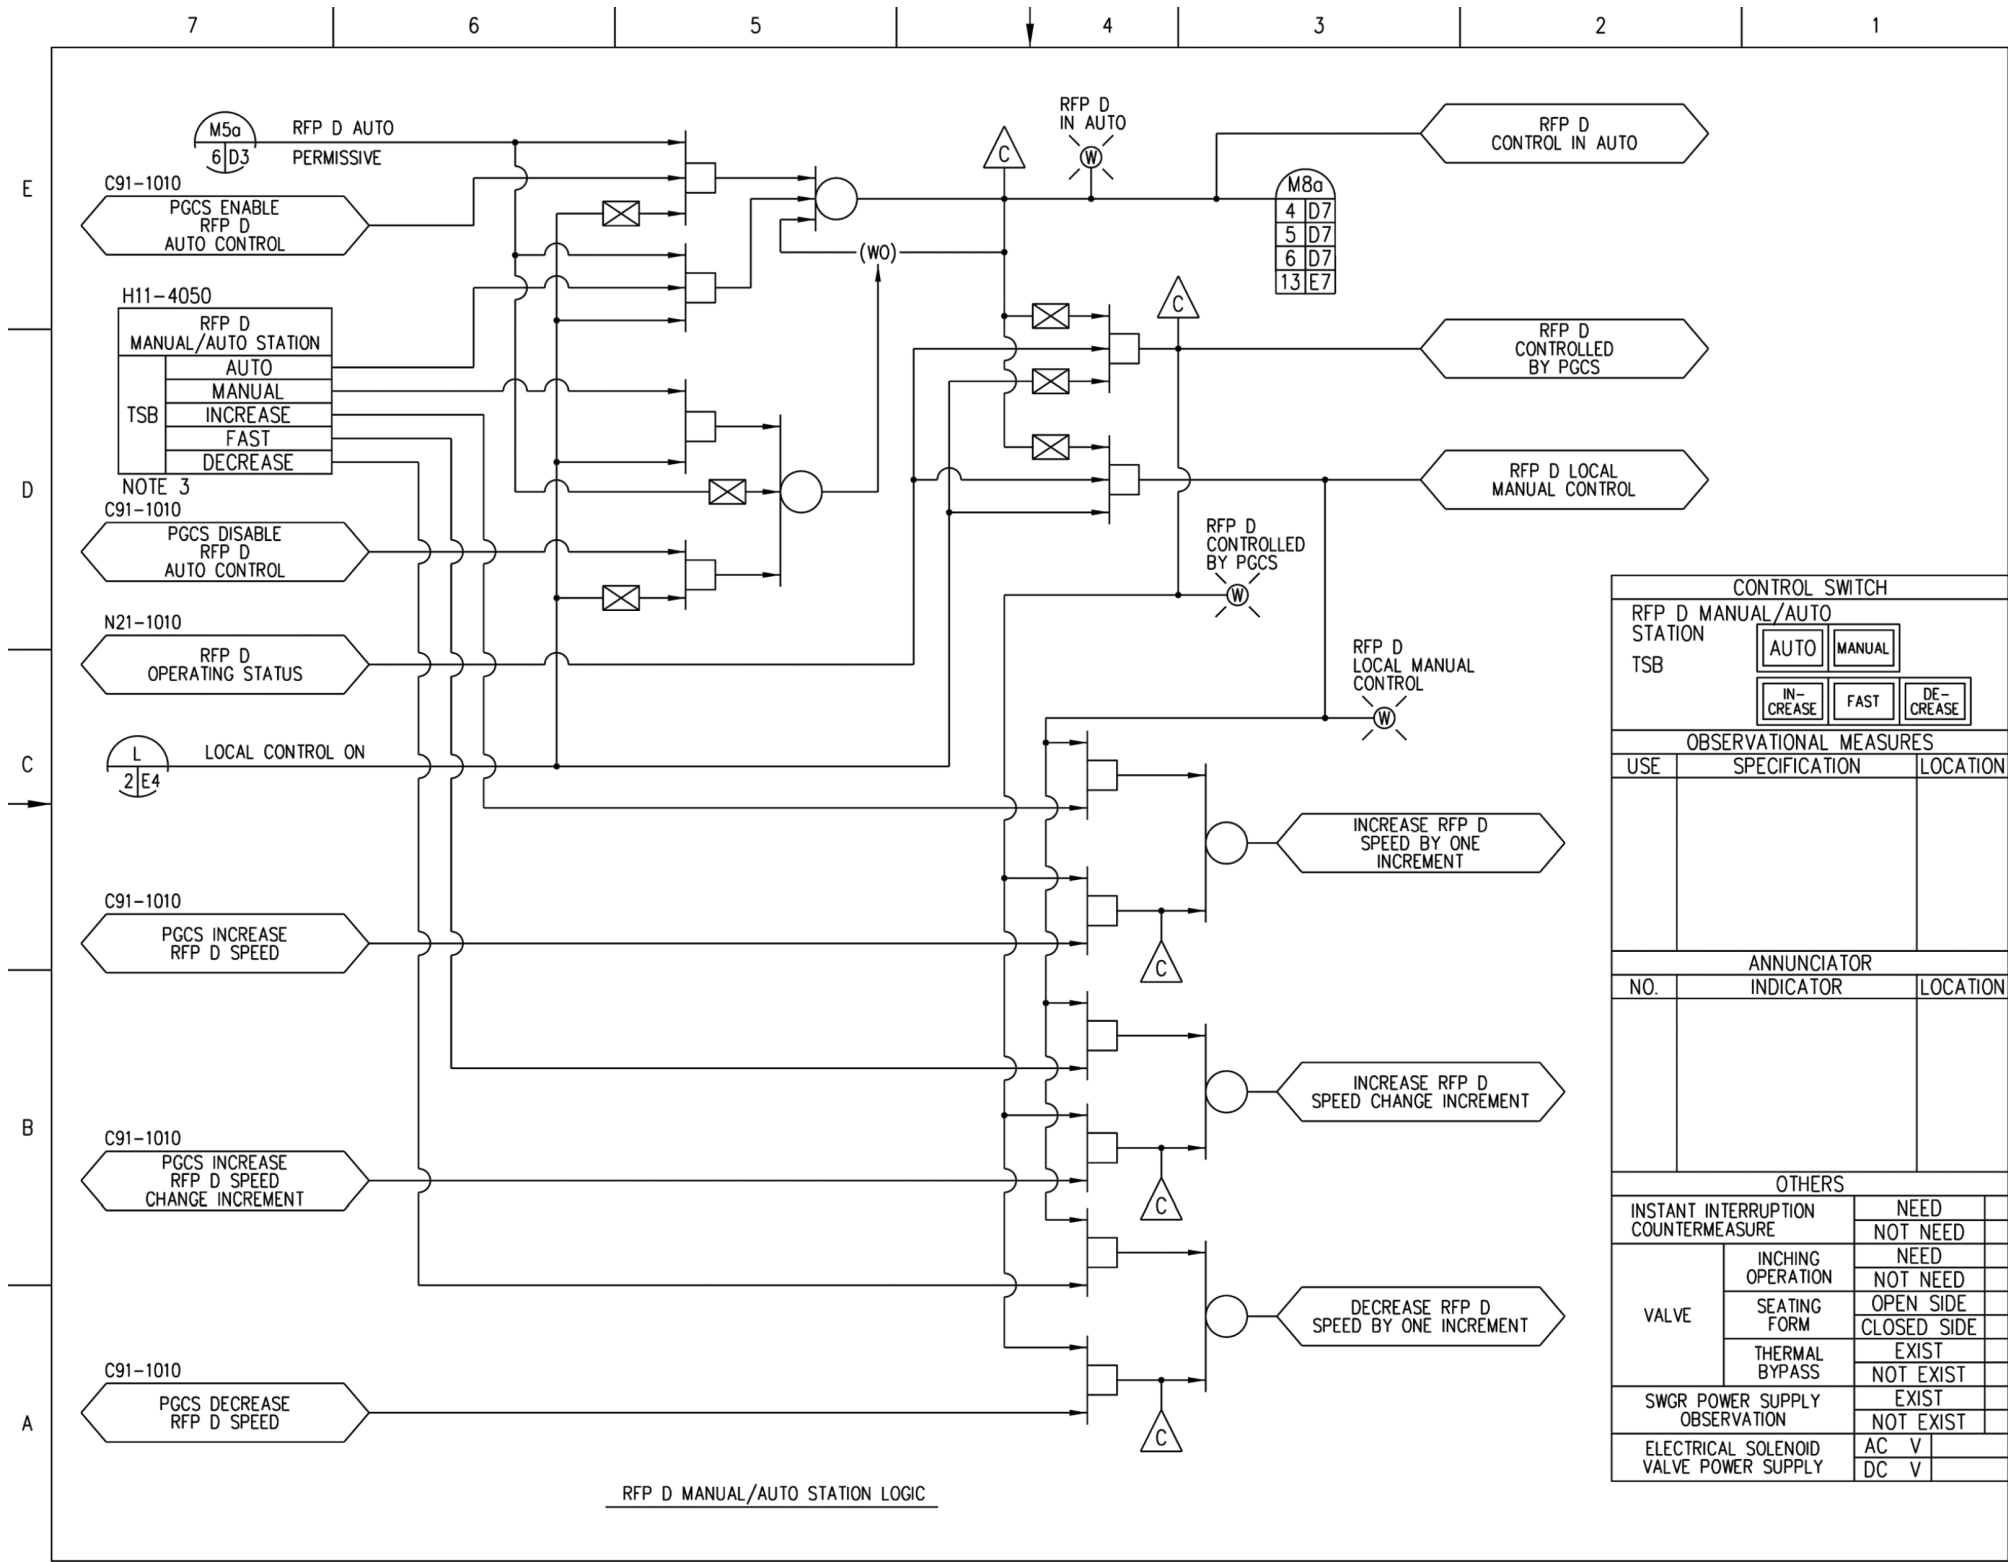 7 6 5 4 3 2 1
E
D
C
B
A
M5a
6 D3
RFP D AUTO
PERMISSIVE
C91-1010
PGCS ENABLE
RFP D
AUTO CONTROL
H11-4050
RFP D
MANUAL/AUTO STATION
TSB
AUTO
MANUAL
INCREASE
FAST
DECREASE
NOTE 3
C91-1010
PGCS DISABLE
RFP D
AUTO CONTROL
N21-1010
RFP D
OPERATING STATUS
L
2 E4
LOCAL CONTROL ON
C91-1010
PGCS INCREASE
RFP D SPEED
C91-1010
PGCS INCREASE
RFP D SPEED
CHANGE INCREMENT
C91-1010
PGCS DECREASE
RFP D SPEED
(WO)
C
RFP D
IN AUTO
W
M8a
4 D7
5 D7
6 D7
13 E7
RFP D
CONTROL IN AUTO
C
RFP D
CONTROLLED
BY PGCS
RFP D LOCAL
MANUAL CONTROL
RFP D
CONTROLLED
BY PGCS
W
RFP D
LOCAL MANUAL
CONTROL
W
INCREASE RFP D
SPEED BY ONE
INCREMENT
C
INCREASE RFP D
SPEED CHANGE INCREMENT
C
DECREASE RFP D
SPEED BY ONE INCREMENT
C
RFP D MANUAL/AUTO STATION LOGIC
CONTROL SWITCH
RFP D MANUAL/AUTO
STATION
TSB
AUTO MANUAL
IN-
CREASE
FAST
DE-
CREASE
OBSERVATIONAL MEASURES
USE SPECIFICATION LOCATION
ANNUNCIATOR
NO. INDICATOR LOCATION
OTHERS
INSTANT INTERRUPTION
COUNTERMEASURE
NEED
NOT NEED
VALVE
INCHING
OPERATION
NEED
NOT NEED
SEATING
FORM
OPEN SIDE
CLOSED SIDE
THERMAL
BYPASS
EXIST
NOT EXIST
SWGR POWER SUPPLY
OBSERVATION
EXIST
NOT EXIST
ELECTRICAL SOLENOID
VALVE POWER SUPPLY
AC V
DC V